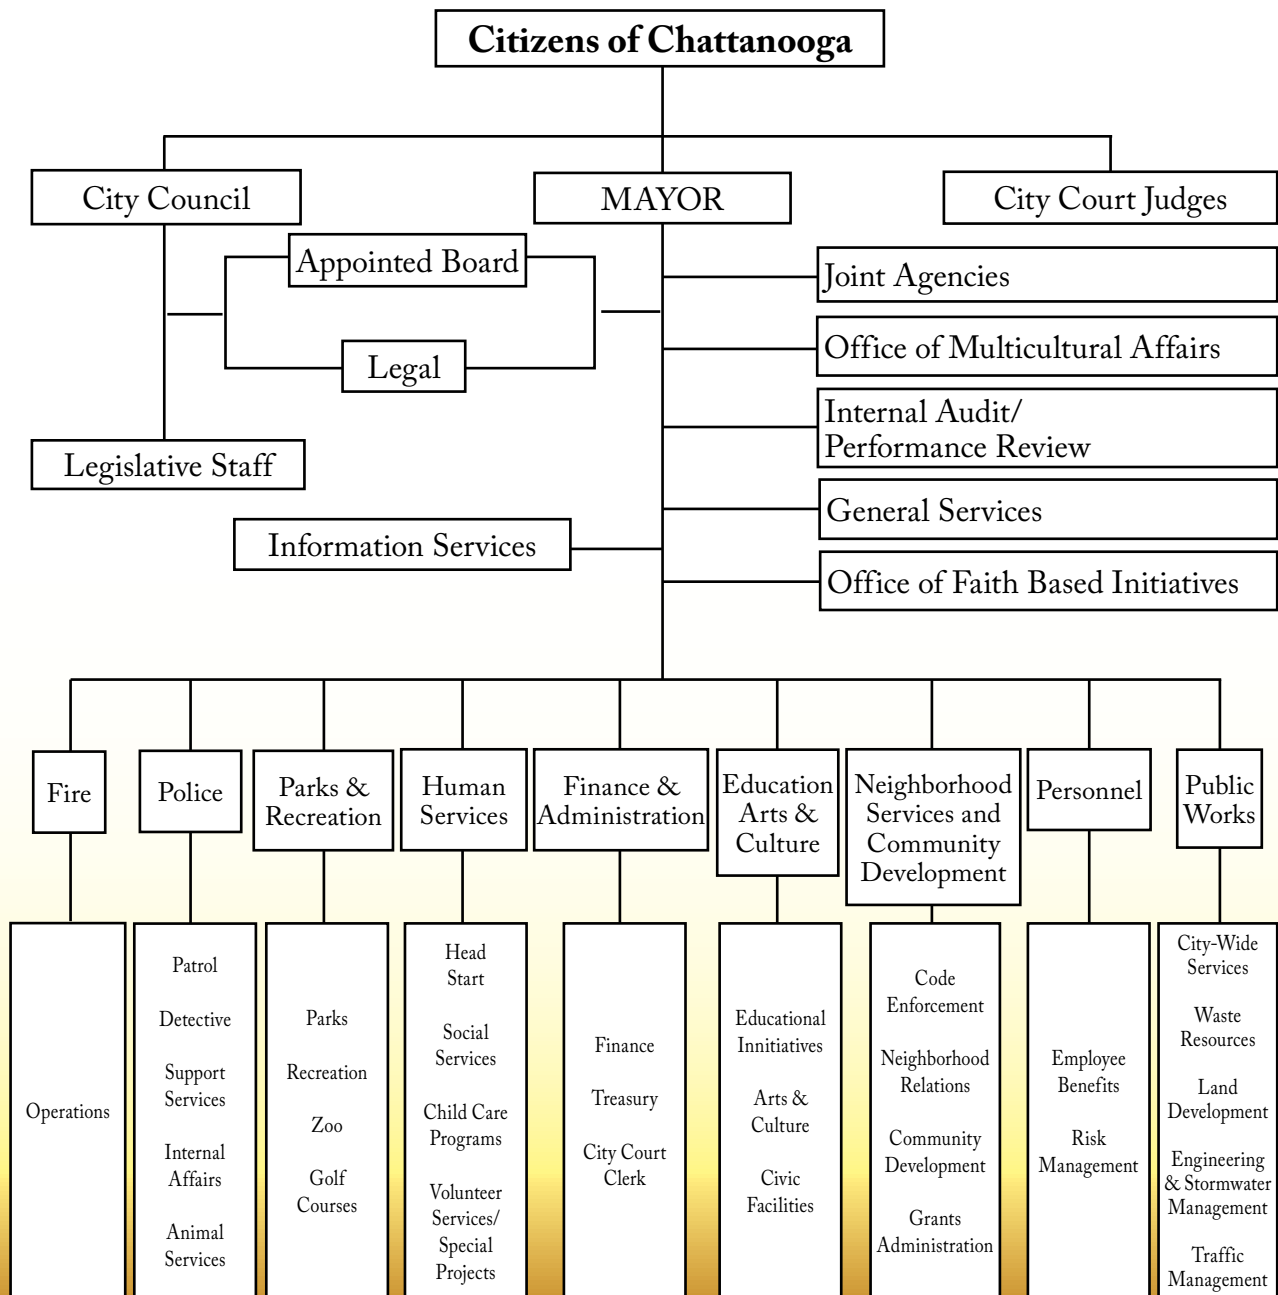 Citizens of Chattanooga
City Council
MAYOR
City Court Judges
Appointed Board
Legal
Legislative Staff
Information Services
Joint Agencies
Office of Multicultural Affairs
Internal Audit/
Performance Review
General Services
Office of Faith Based Initiatives
Fire
Police
Parks &
Recreation
Human
Services
Finance &
Administration
Education
Arts &
Culture
Neighborhood
Services and
Community
Development
Personnel
Public
Works
Operations
Patrol
Detective
Support
Services
Internal
Affairs
Animal
Services
Parks
Recreation
Zoo
Golf
Courses
Head
Start
Social
Services
Child Care
Programs
Volunteer
Services/
Special
Projects
Finance
Treasury
City Court
Clerk
Educational
Innitiatives
Arts &
Culture
Civic
Facilities
Code
Enforcement
Neighborhood
Relations
Community
Development
Grants
Administration
Employee
Benefits
Risk
Management
City-Wide
Services
Waste
Resources
Land
Development
Engineering
& Stormwater
Management
Traffic
Management